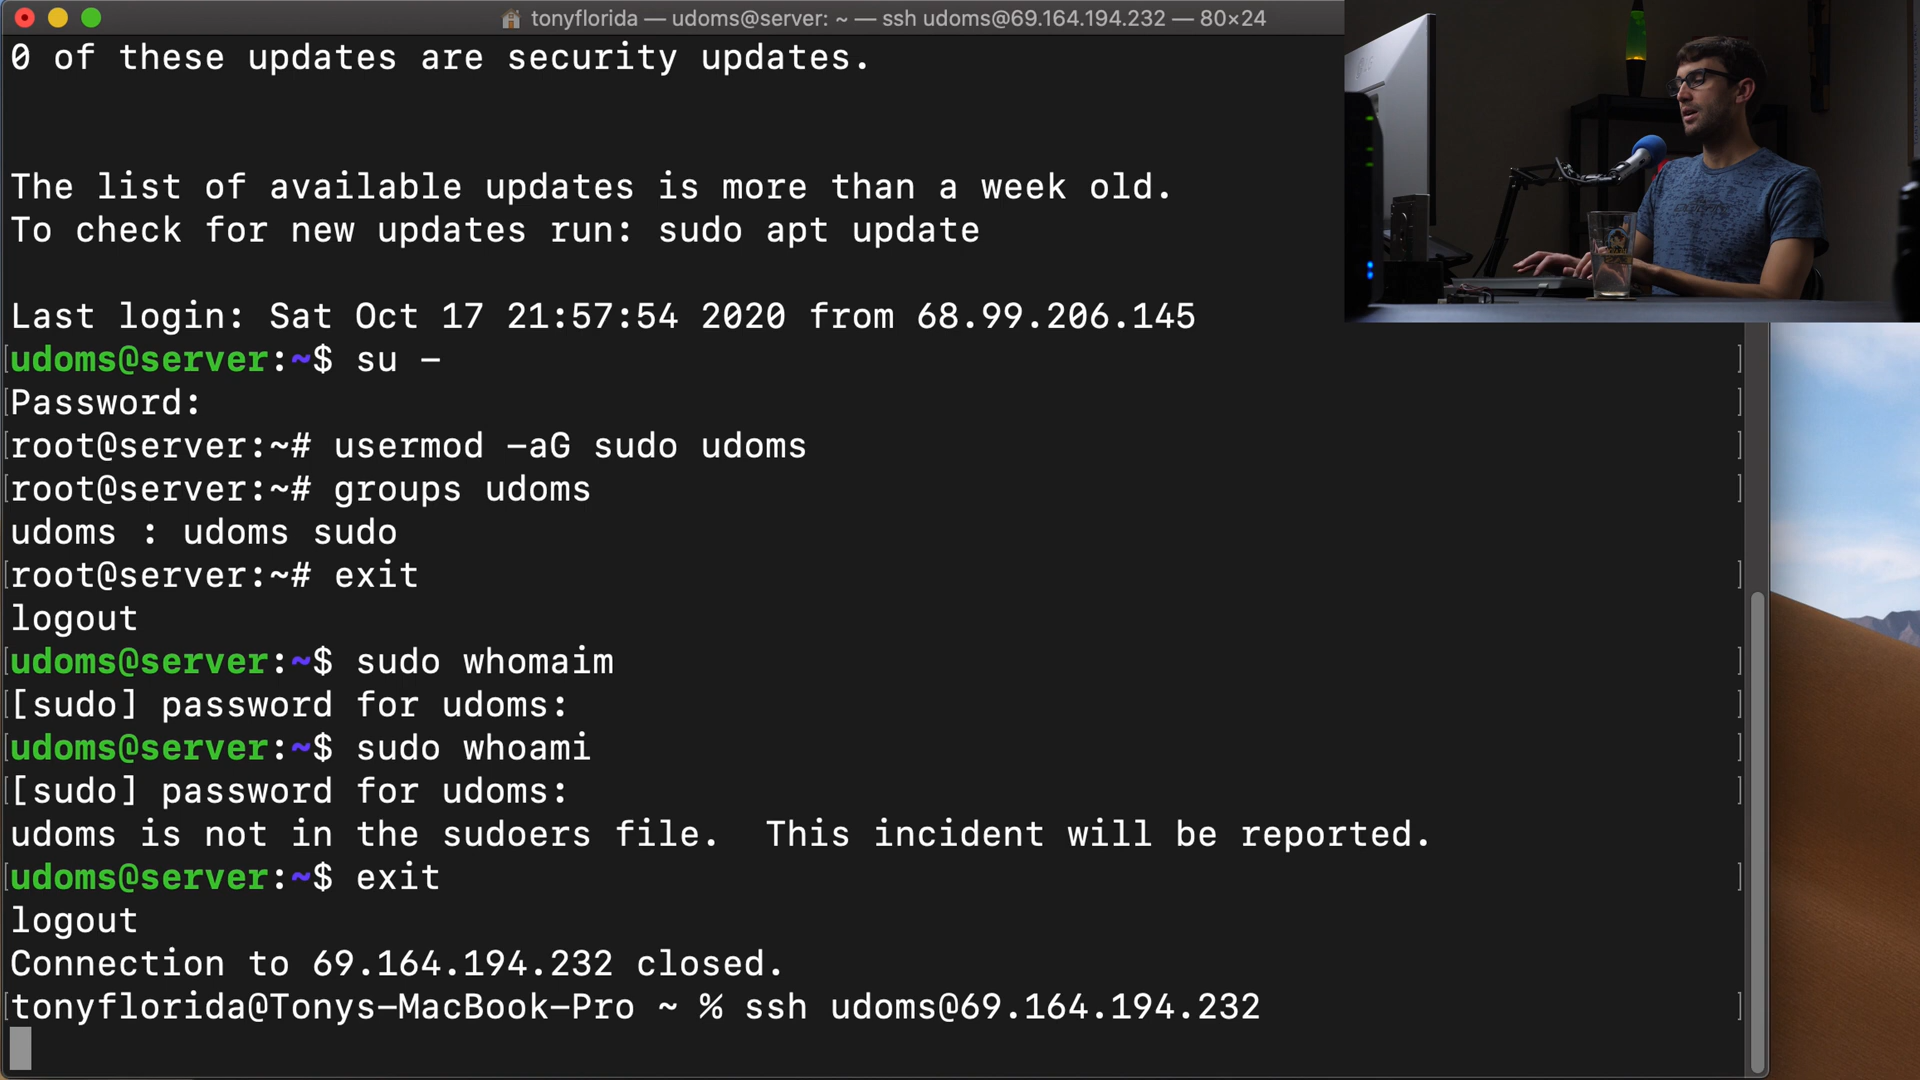 tonyflorida — udoms@server: ~ — ssh udoms@69.164.194.232 — 80×24
0 of these updates are security updates.
The list of available updates is more than a week old.
To check for new updates run: sudo apt update
Last login: Sat Oct 17 21:57:54 2020 from 68.99.206.145
[udoms@server:~$ su - ]
[Password: ]
[root@server:~# usermod -aG sudo udoms ]
[root@server:~# groups udoms ]
udoms : udoms sudo
[root@server:~# exit ]
logout
[udoms@server:~$ sudo whomaim ]
[[sudo] password for udoms: ]
[udoms@server:~$ sudo whoami ]
[[sudo] password for udoms: ]
udoms is not in the sudoers file.  This incident will be reported.
[udoms@server:~$ exit ]
logout
Connection to 69.164.194.232 closed.
[tonyflorida@Tonys-MacBook-Pro ~ % ssh udoms@69.164.194.232 ]